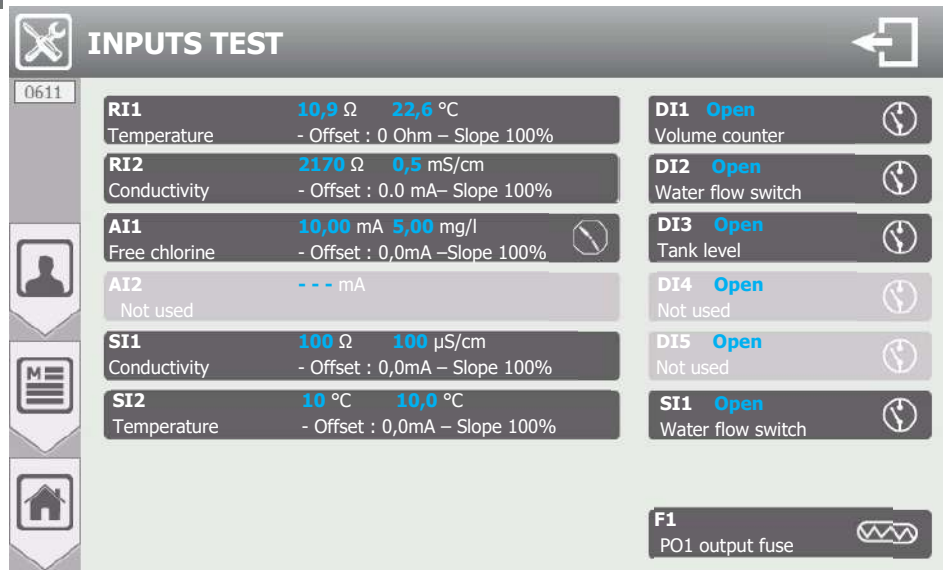 INPUTS TEST
0611
RI1 10,9 Ω 22,6 °C
Temperature - Offset : 0 Ohm – Slope 100%
RI2 2170 Ω 0,5 mS/cm
Conductivity - Offset : 0.0 mA– Slope 100%
AI1 10,00 mA 5,00 mg/l
Free chlorine - Offset : 0,0mA –Slope 100%
AI2 - - - mA
Not used
SI1 100 Ω 100 µS/cm
Conductivity - Offset : 0,0mA – Slope 100%
SI2 10 °C 10,0 °C
Temperature - Offset : 0,0mA – Slope 100%
DI1 Open
Volume counter
DI2 Open
Water flow switch
DI3 Open
Tank level
DI4 Open
Not used
DI5 Open
Not used
SI1 Open
Water flow switch
F1
PO1 output fuse
M